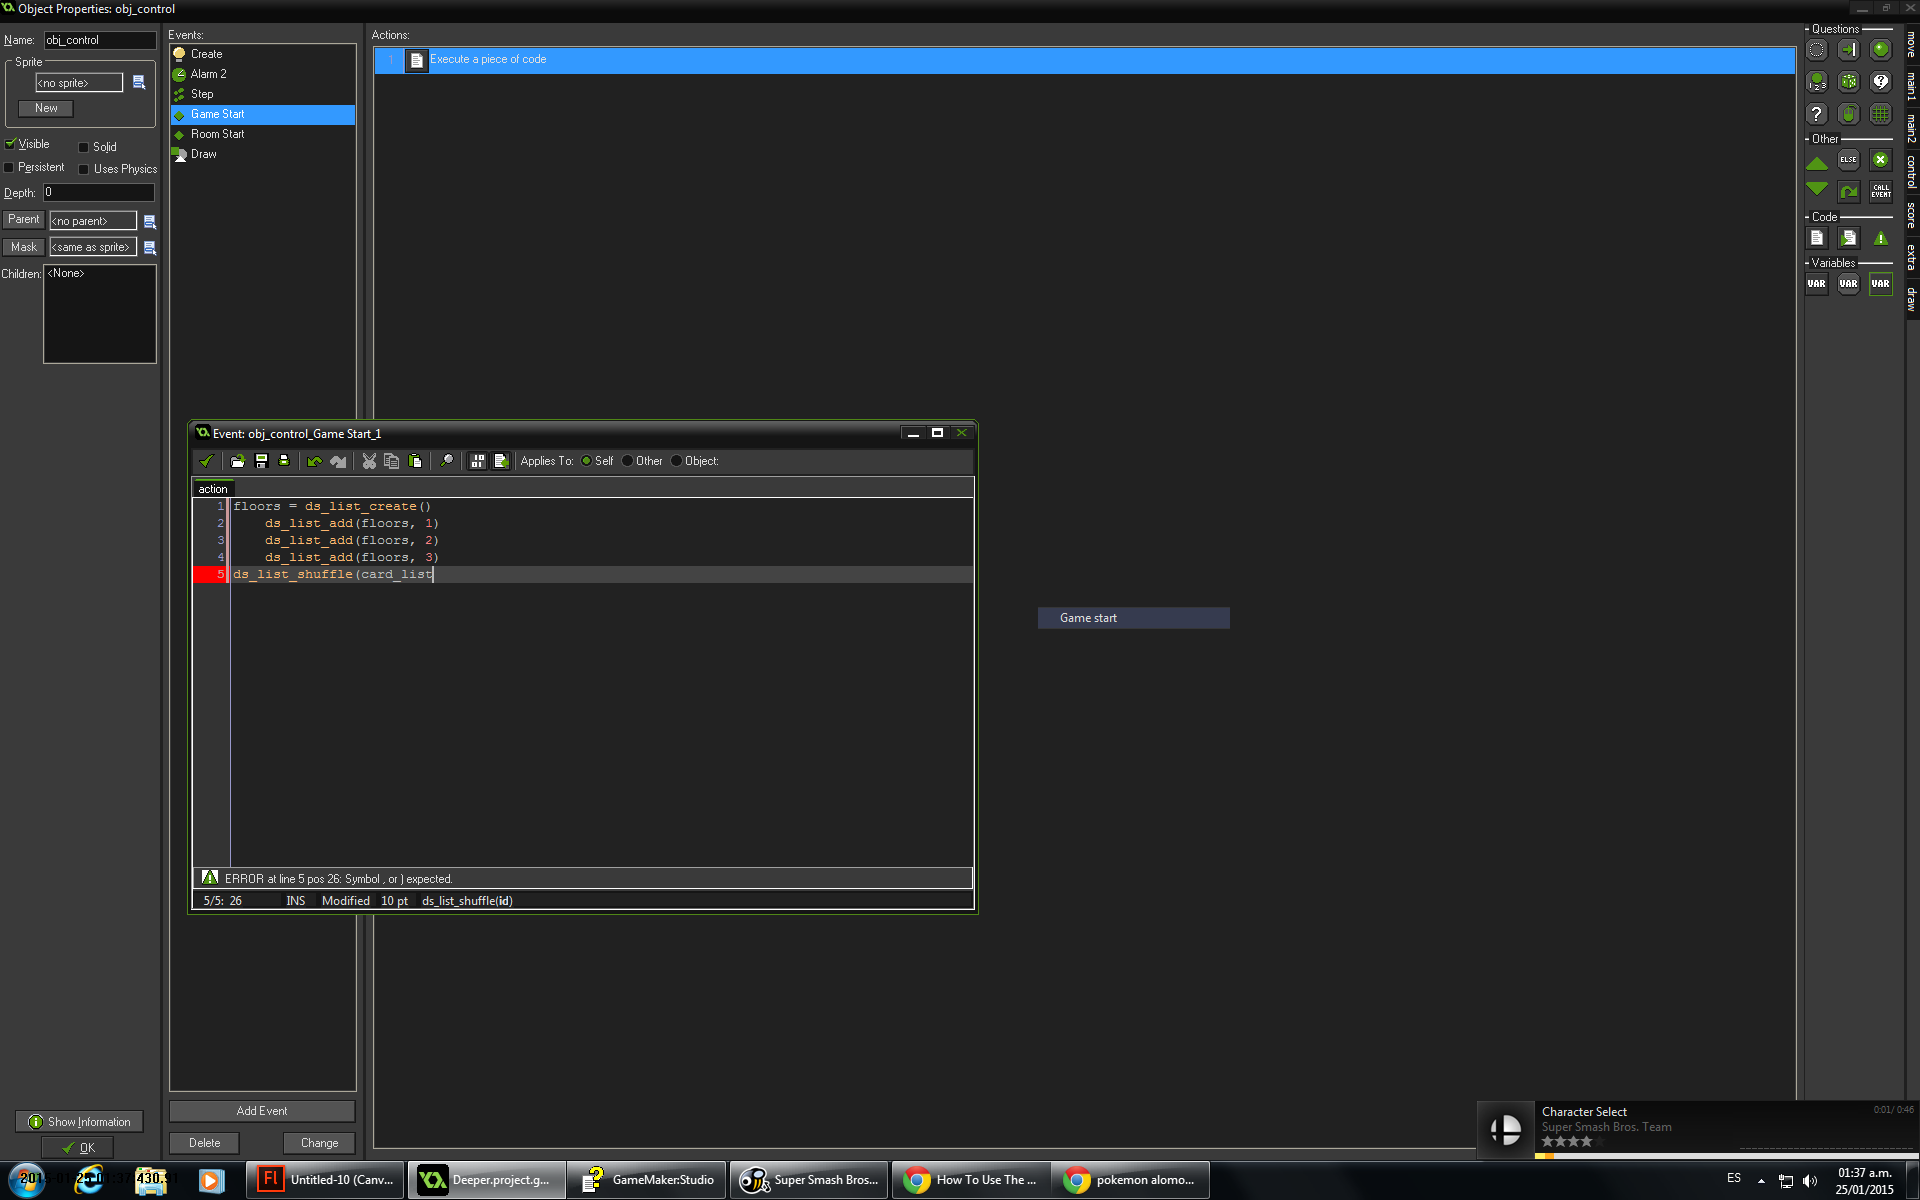 Object Properties: obj_control
Name: obj_control
Sprite
<no sprite>
New
Visible
Solid
Persistent
Uses Physics
Depth: 0
Parent <no parent>
Mask <same as sprite>
Children: <None>
Show Information
OK
Events:
Create
Alarm 2
Step
Game Start
Room Start
Draw
Add Event
Delete
Change
Actions:
1 Execute a piece of code
Event: obj_control_Game Start_1
Applies To: Self Other Object:
action
1 floors = ds_list_create()
2 ds_list_add(floors, 1)
3 ds_list_add(floors, 2)
4 ds_list_add(floors, 3)
5 ds_list_shuffle(card_list
ERROR at line 5 pos 26: Symbol , or ) expected.
5/5: 26 INS Modified 10 pt ds_list_shuffle(id)
Game start
Questions
1 2 3
?
?
Other
ELSE
CALL EVENT
Code
Variables
VAR VAR VAR
move
main1
main2
control
score
extra
draw
Character Select
0:01/ 0:46
Super Smash Bros. Team
Fl Untitled-10 (Canv...
Deeper.project.g...
GameMaker:Studio
Super Smash Bros...
How To Use The ...
pokemon alomo...
ES
01:37 a.m.
25/01/2015